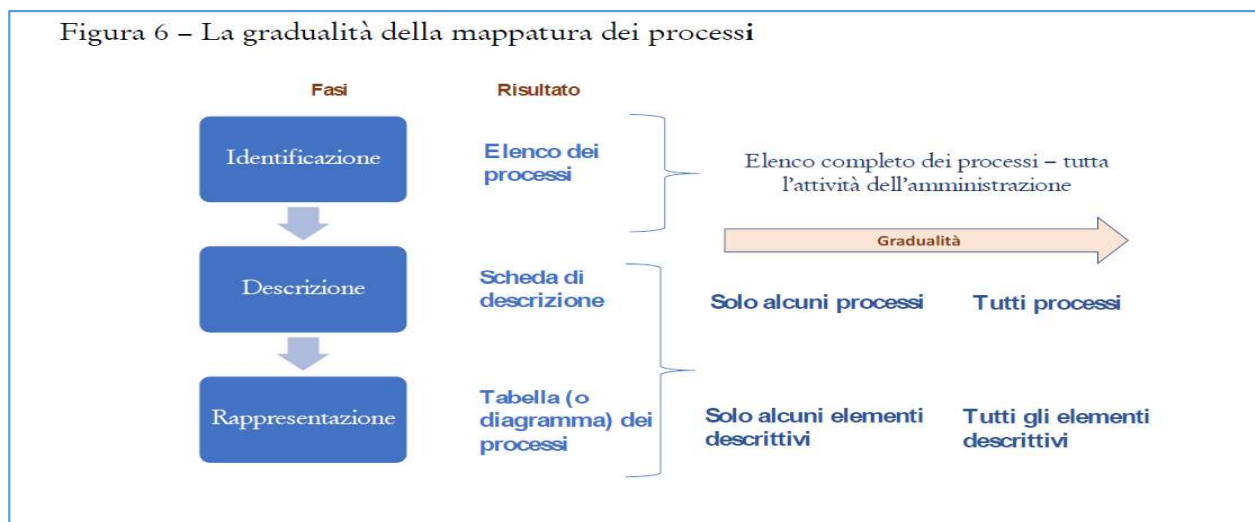 Figura 6 – La gradualità della mappatura dei processi
Fasi
Risultato
Identificazione
Elenco dei
processi
Elenco completo dei processi – tutta
l'attività dell'amministrazione
Gradualità
Descrizione
Scheda di
descrizione
Solo alcuni processi
Tutti processi
Rappresentazione
Tabella (o
diagramma) dei
processi
Solo alcuni elementi
descrittivi
Tutti gli elementi
descrittivi